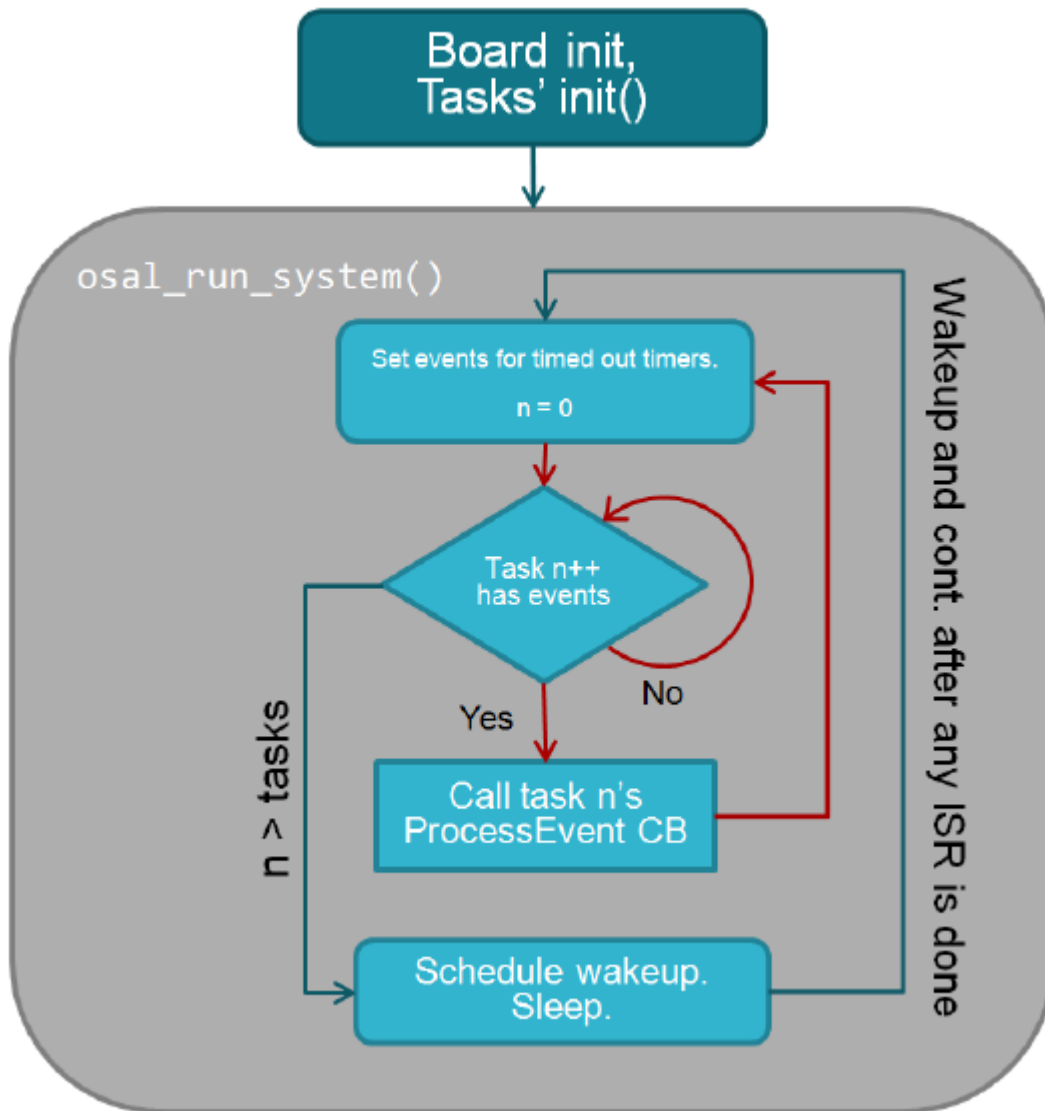 Board init,
Tasks' init()
osal_run_system()
Set events for timed out timers.
n = 0
Task n++
has events
No
Yes
Call task n's
ProcessEvent CB
n > tasks
Schedule wakeup.
Sleep.
Wakeup and cont. after any ISR is done